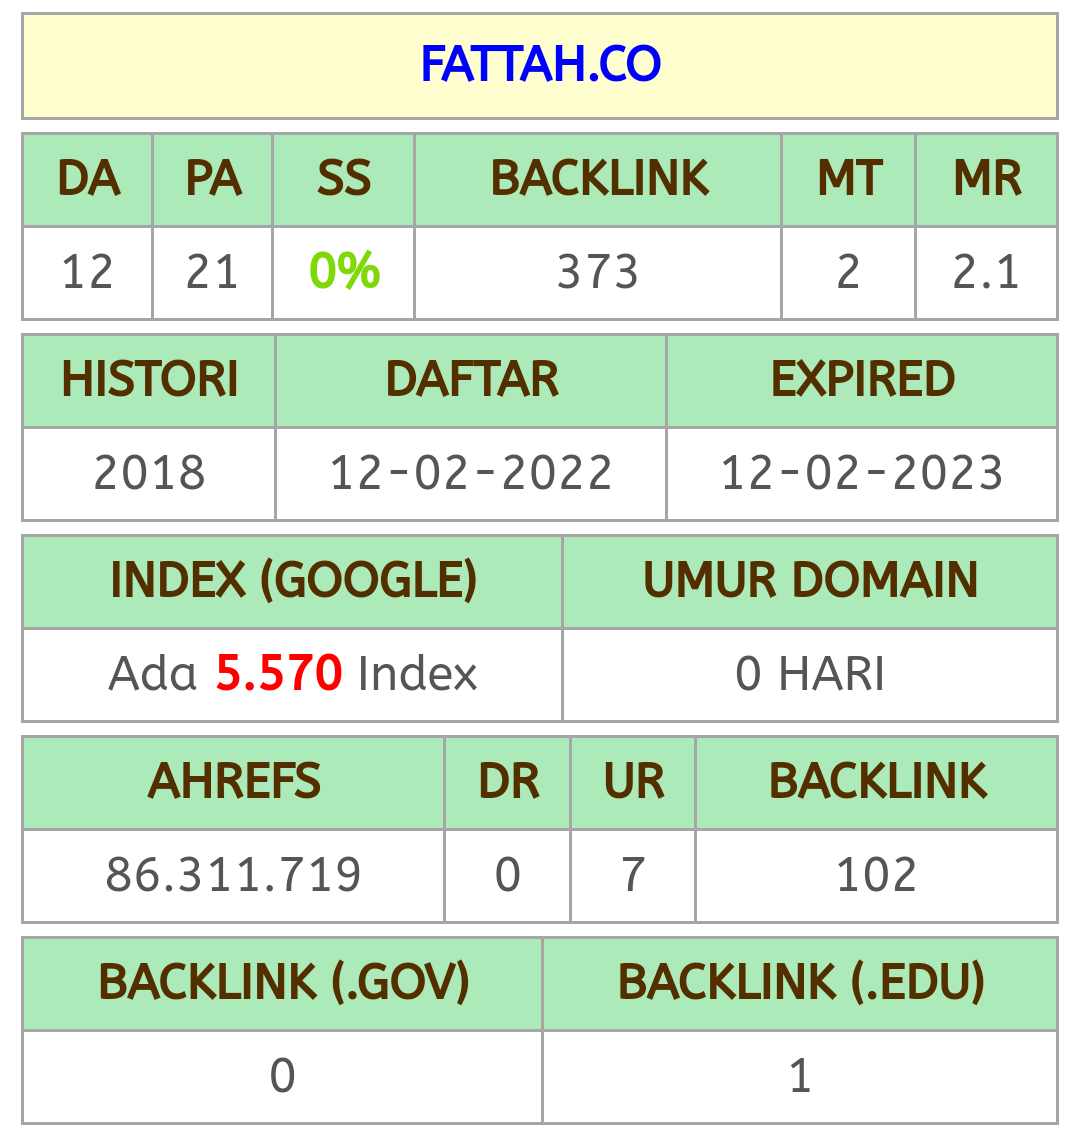 FATTAH.CO
DA PA SS BACKLINK MT MR
12 21 0% 373 2 2.1
HISTORI DAFTAR EXPIRED
2018 12-02-2022 12-02-2023
INDEX (GOOGLE) UMUR DOMAIN
Ada 5.570 Index 0 HARI
AHREFS DR UR BACKLINK
86.311.719 0 7 102
BACKLINK (.GOV) BACKLINK (.EDU)
0 1